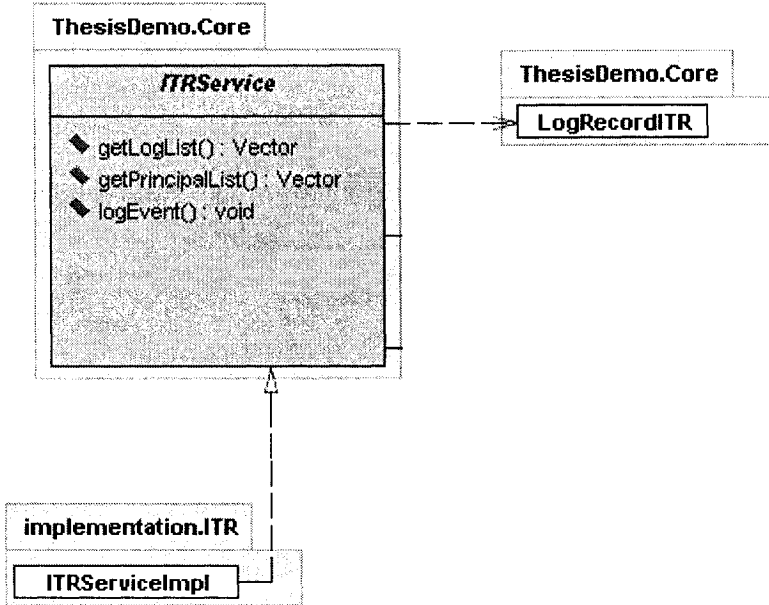 ThesisDemo.Core
ITRService
getLogList() : Vector
getPrincipalList() : Vector
logEvent() : void
ThesisDemo.Core
LogRecordITR
implementation.ITR
ITRServiceImpl